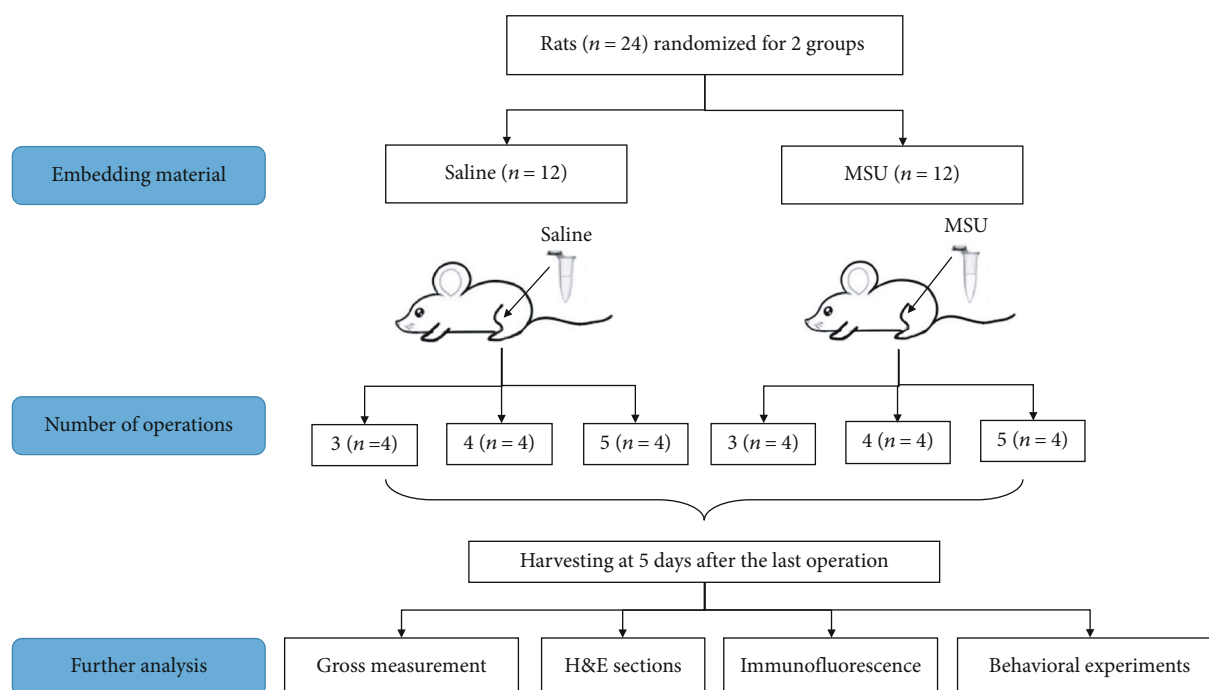 Rats (n = 24) randomized for 2 groups
Embedding material
Saline (n = 12)
MSU (n = 12)
Saline
MSU
Number of operations
3 (n =4)
4 (n = 4)
5 (n = 4)
3 (n = 4)
4 (n = 4)
5 (n = 4)
Harvesting at 5 days after the last operation
Further analysis
Gross measurement
H&E sections
Immunofluorescence
Behavioral experiments